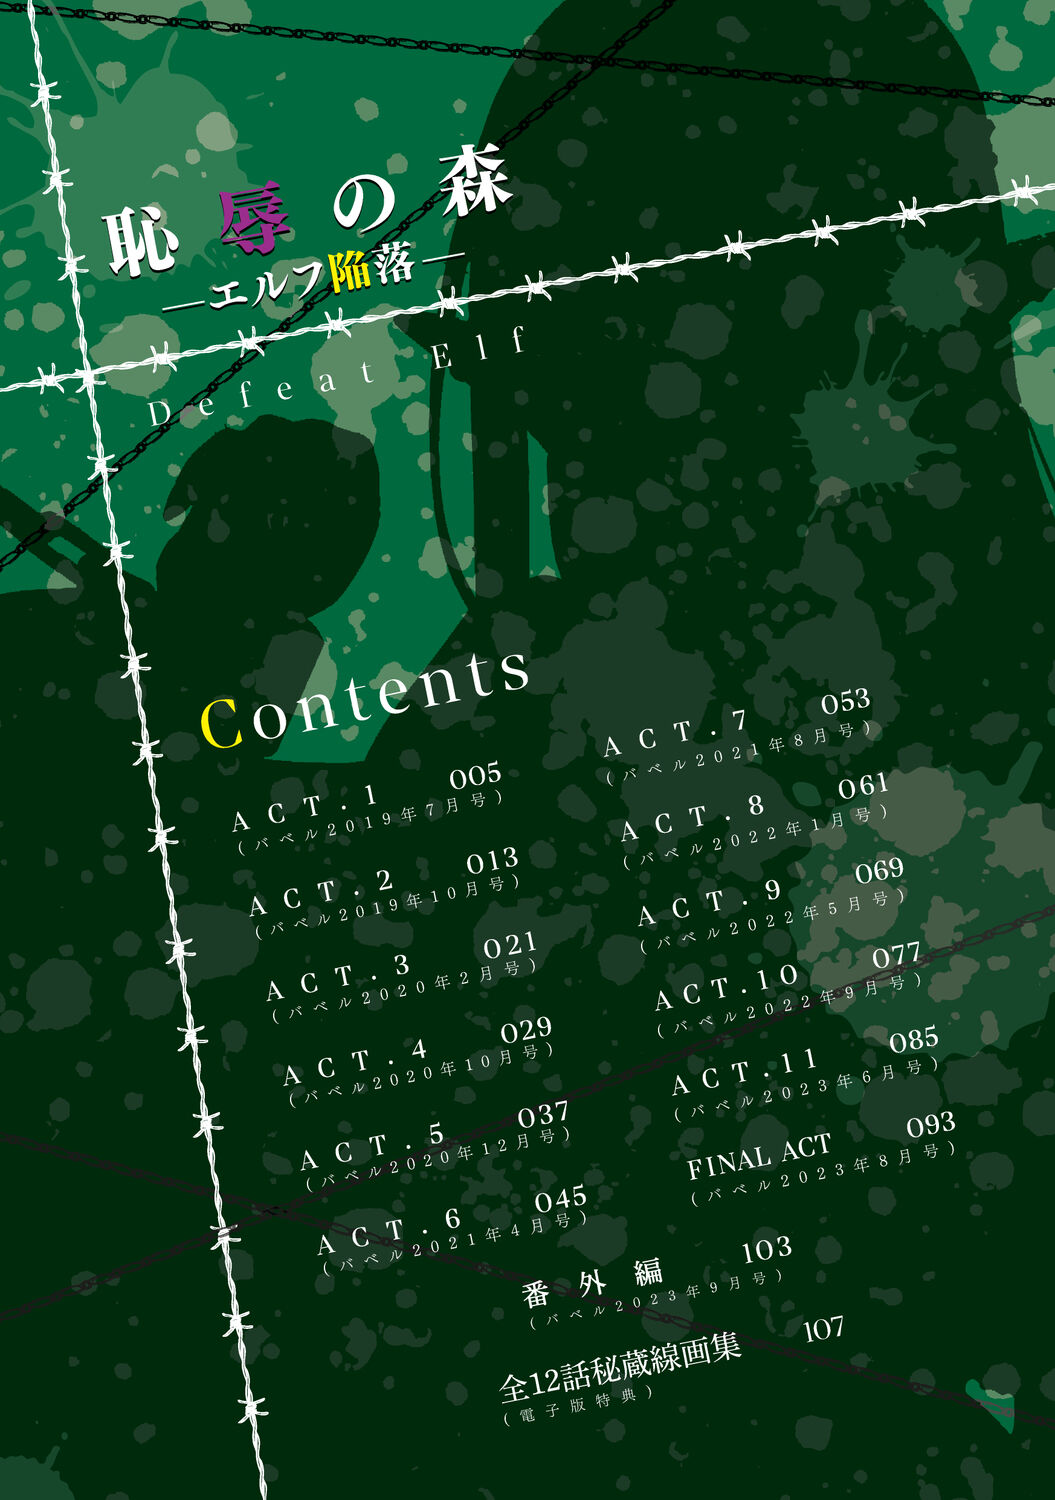 恥辱の森
―エルフ陥落―
Defeat Elf
Contents
ACT.1 005
(バベル2019年7月号)
ACT.2 013
(バベル2019年10月号)
ACT.3 021
(バベル2020年2月号)
ACT.4 029
(バベル2020年10月号)
ACT.5 037
(バベル2020年12月号)
ACT.6 045
(バベル2021年4月号)
ACT.7 053
(バベル2021年8月号)
ACT.8 061
(バベル2022年1月号)
ACT.9 069
(バベル2022年5月号)
ACT.10 077
(バベル2022年9月号)
ACT.11 085
(バベル2023年6月号)
FINAL ACT 093
(バベル2023年8月号)
番外編 103
(バベル2023年9月号)
全12話秘蔵線画集 107
(電子版特典)